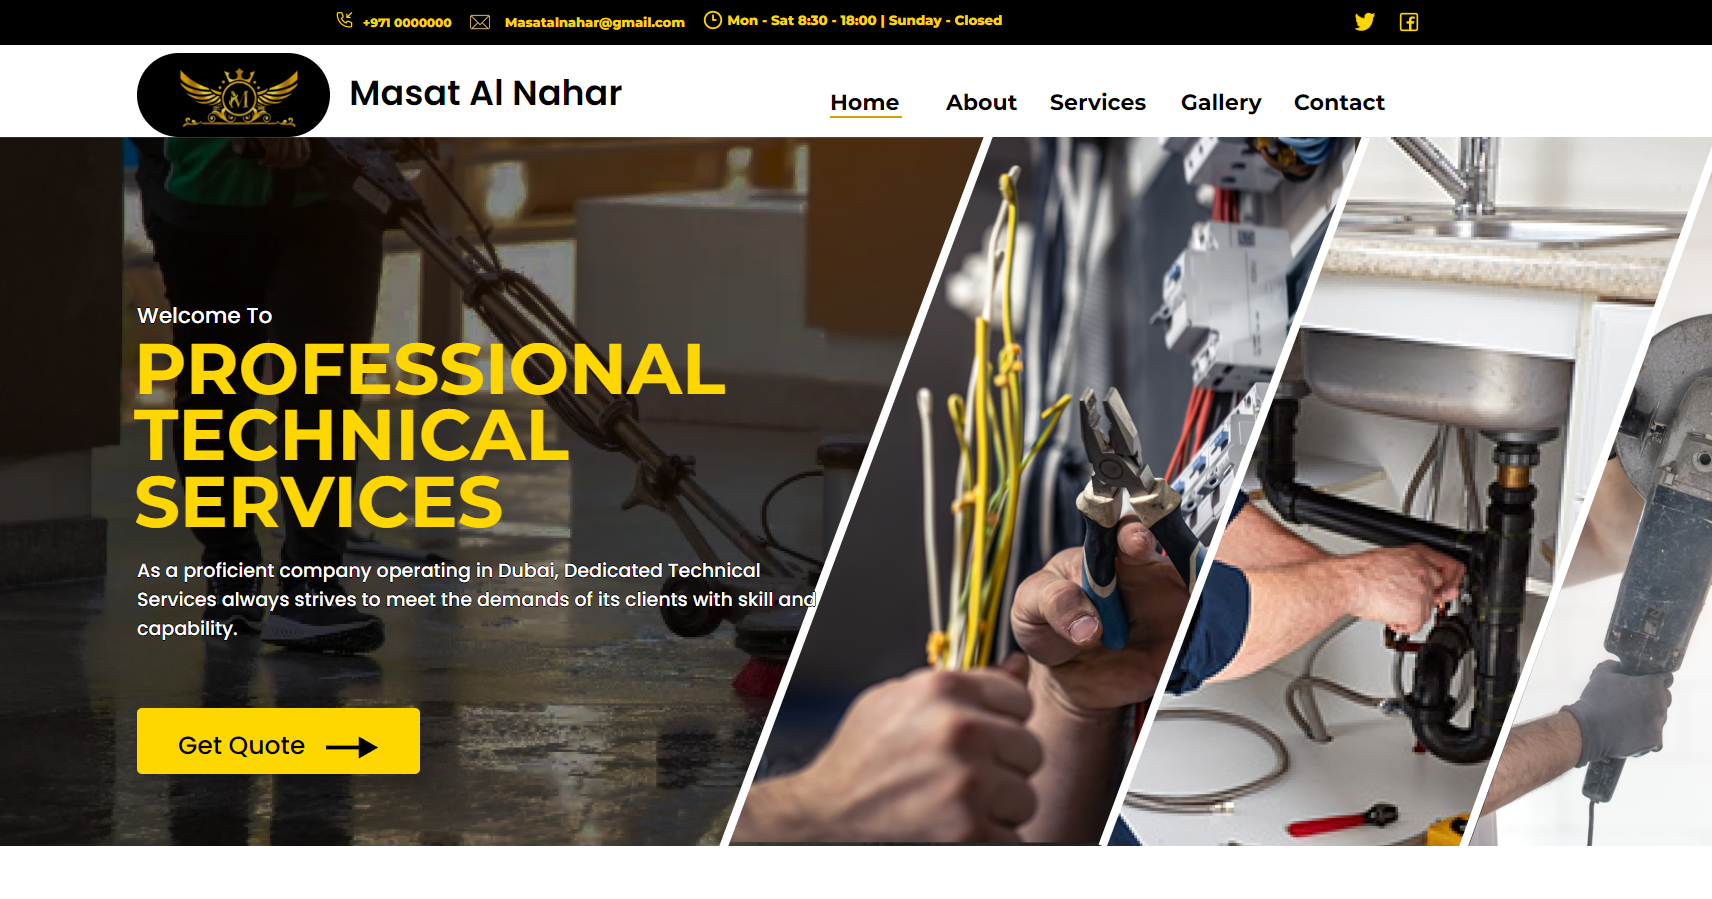 +971 0000000
Masatalnahar@gmail.com
Mon - Sat 8:30 - 18:00 | Sunday - Closed
M
Masat Al Nahar
Home About Services Gallery Contact
Welcome To
PROFESSIONAL
TECHNICAL
SERVICES
As a proficient company operating in Dubai, Dedicated Technical
Services always strives to meet the demands of its clients with skill and
capability.
Get Quote